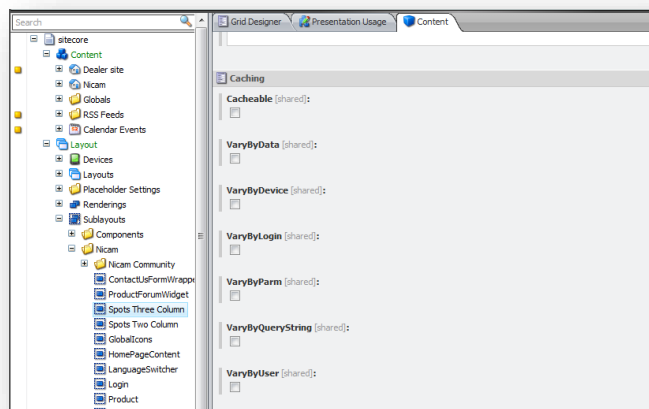 Search
sitecore
Content
Dealer site
Nicam
Globals
RSS Feeds
Calendar Events
Layout
Devices
Layouts
Placeholder Settings
Renderings
Sublayouts
Components
Nicam
Nicam Community
ContactUsFormWrappe
ProductForumWidget
Spots Three Column
Spots Two Column
GlobalIcons
HomePageContent
LanguageSwitcher
Login
Product
Grid Designer
Presentation Usage
Content
Caching
Cacheable [shared]:
VaryByData [shared]:
VaryByDevice [shared]:
VaryByLogin [shared]:
VaryByParm [shared]:
VaryByQueryString [shared]:
VaryByUser [shared]: